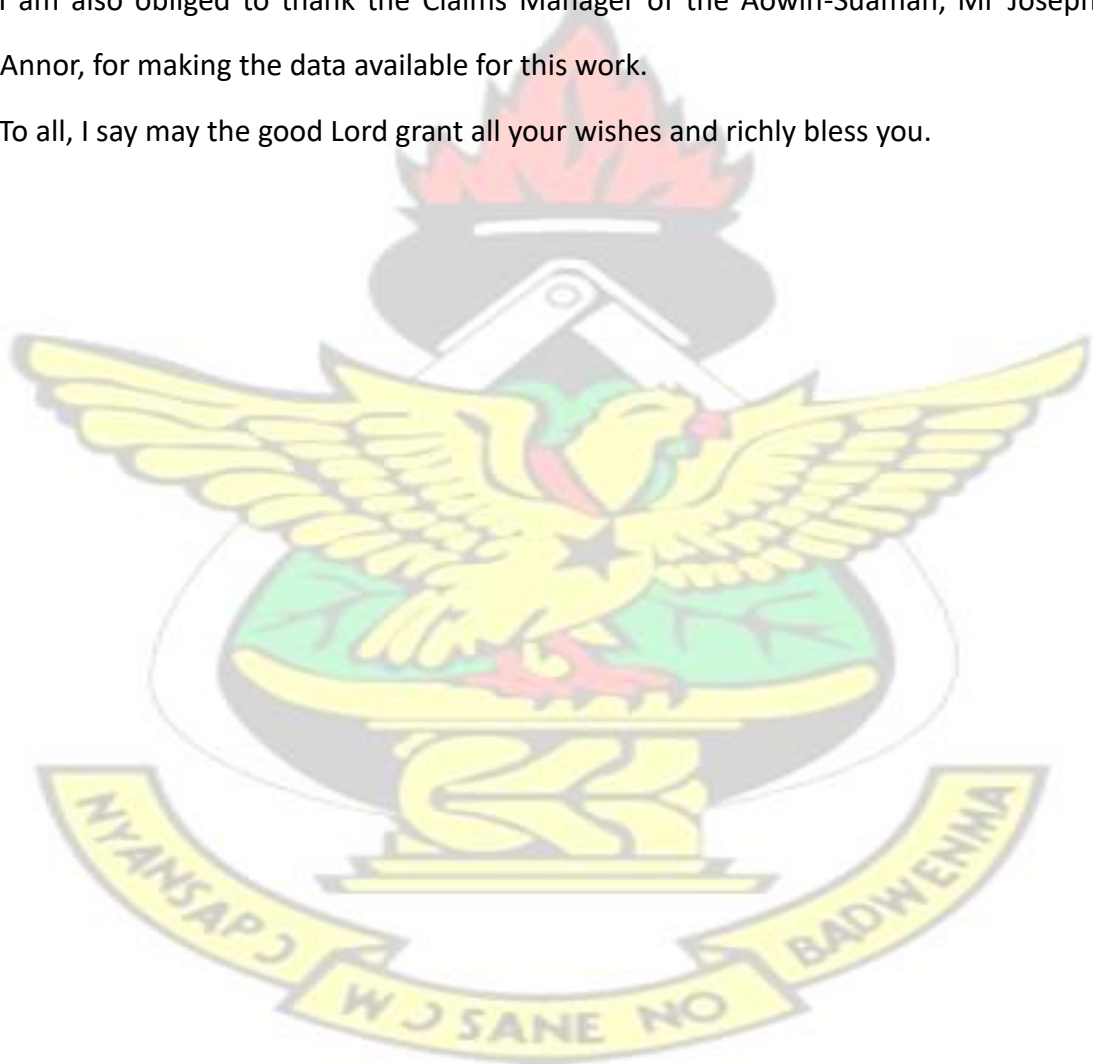 I am also obliged to thank the Claims Manager of the Aowin-Suaman, Mr Joseph
Annor, for making the data available for this work.
To all, I say may the good Lord grant all your wishes and richly bless you.
NYANSAPƆ
WƆSANE NO
BADWENMA